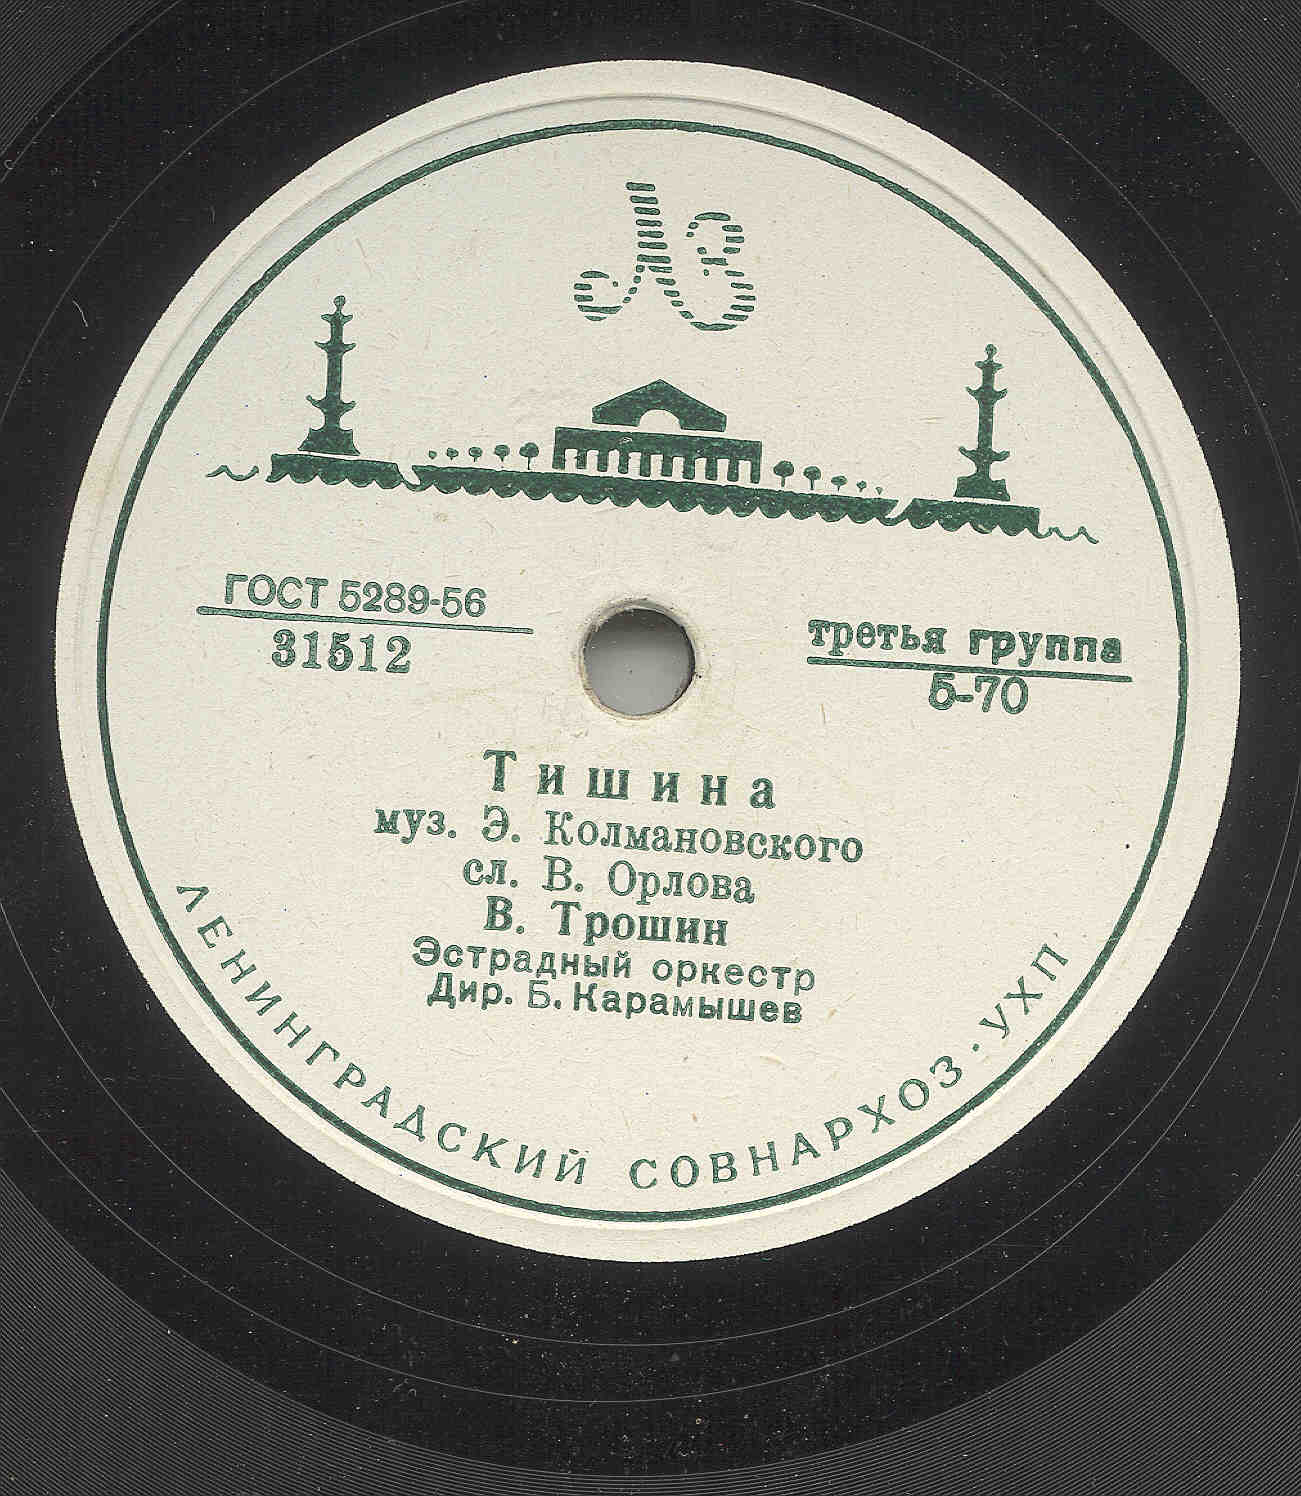 ЛЗ
ГОСТ 5289-56
31512
третья группа
5-70
Тишина
муз. Э. Колмановского
сл. В. Орлова
В. Трошин
Эстрадный оркестр
Дир. Б. Карамышев
ЛЕНИНГРАДСКИЙ СОВНАРХОЗ · УХП